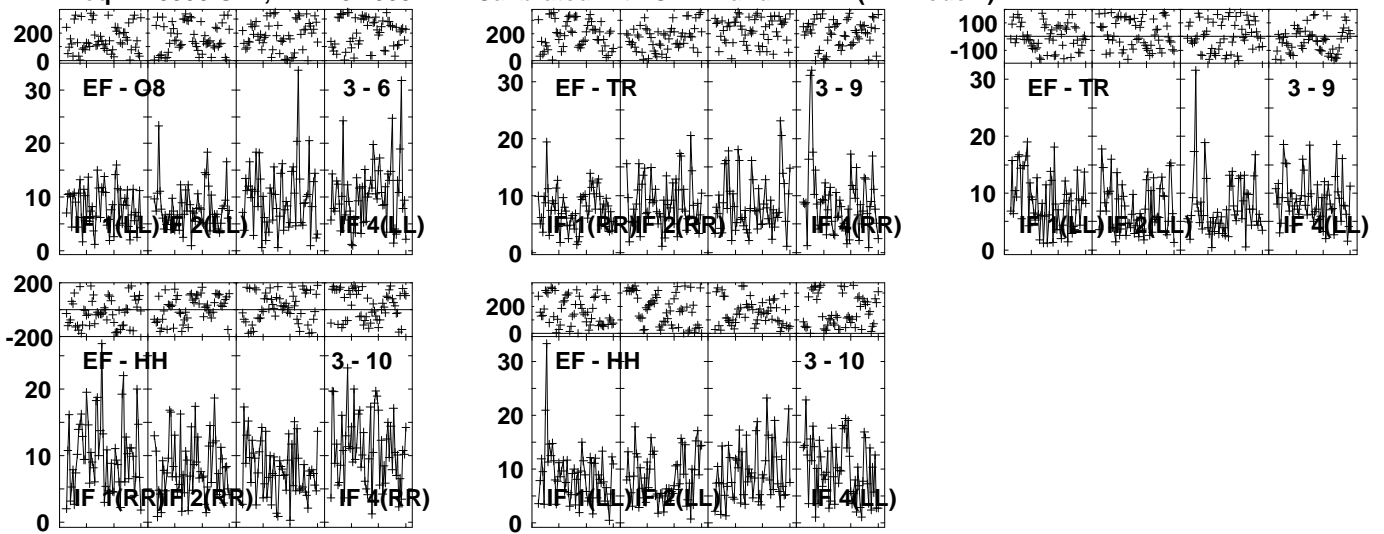 200
0
200
0
100
-100
30
EF - O8
3 - 6
20
10
IF 1(LL)
IF 2(LL)
IF 4(LL)
0
30
EF - TR
3 - 9
20
10
IF 1(RR)
IF 2(RR)
IF 4(RR)
0
30
EF - TR
3 - 9
20
10
IF 1(LL)
IF 2(LL)
IF 4(LL)
0
200
-200
200
0
EF - HH
3 - 10
20
10
IF 1(RR)
IF 2(RR)
IF 4(RR)
0
30
EF - HH
3 - 10
20
10
IF 1(LL)
IF 2(LL)
IF 4(LL)
0